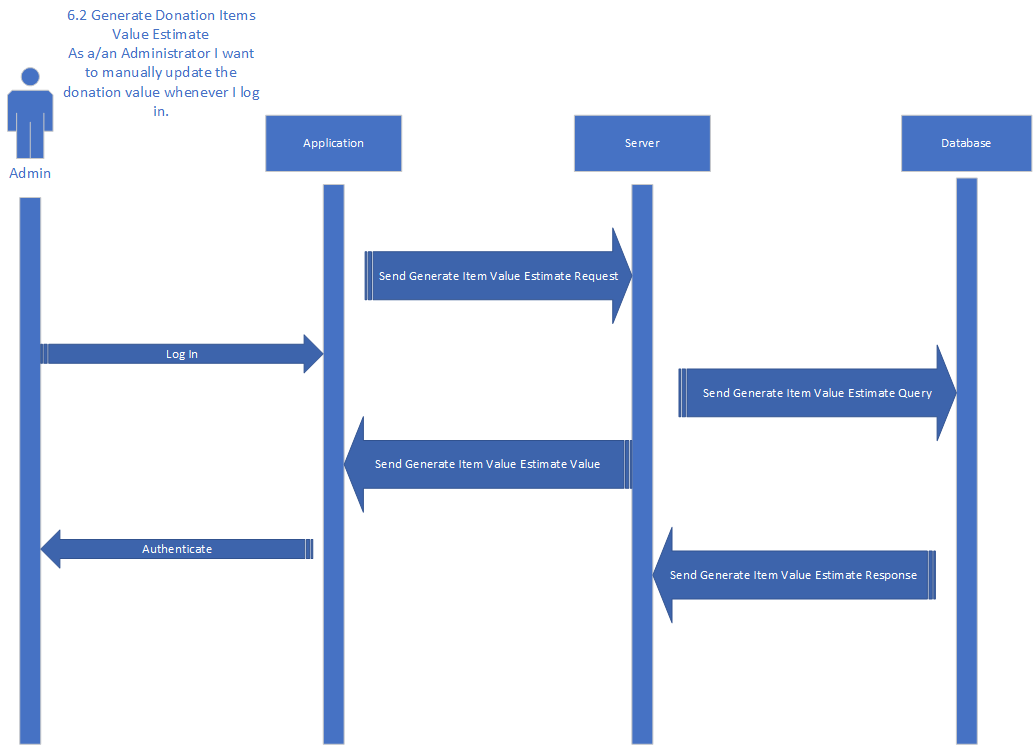 6.2 Generate Donation Items
Value Estimate
As a/an Administrator I want
to manually update the
donation value whenever I log
in.
Admin
Application
Server
Database
Send Generate Item Value Estimate Request
Log In
Send Generate Item Value Estimate Query
Send Generate Item Value Estimate Value
Authenticate
Send Generate Item Value Estimate Response